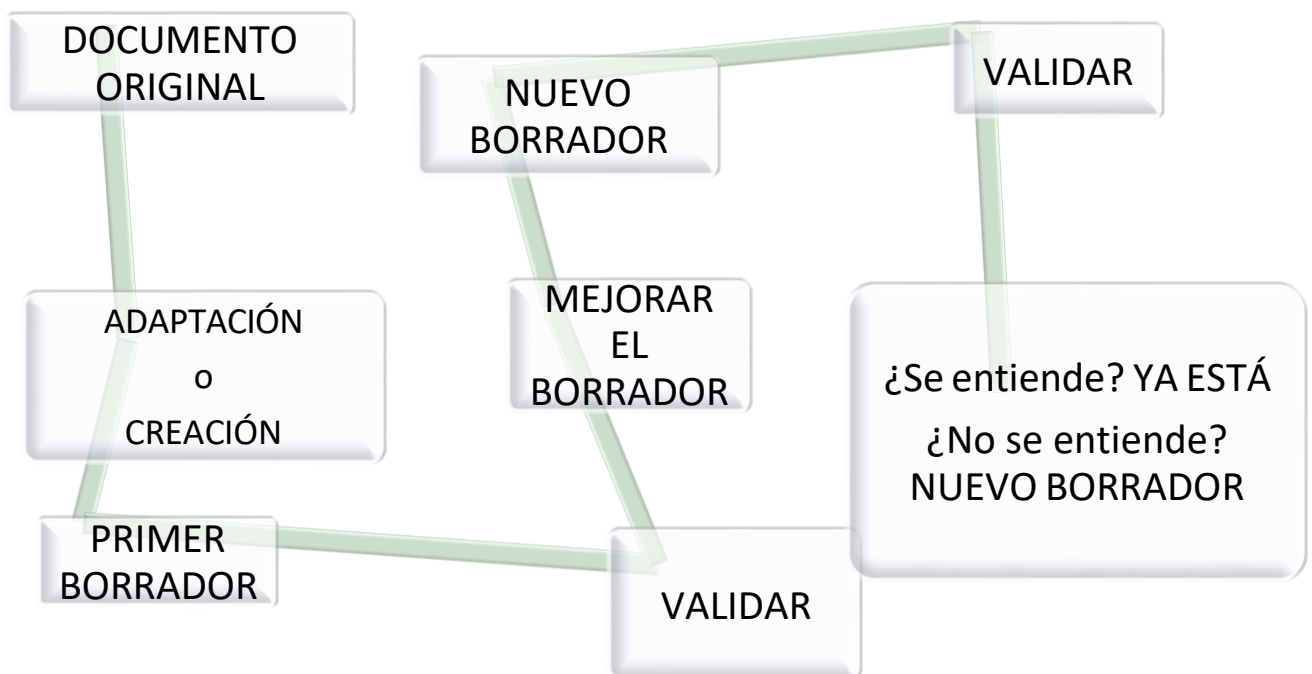 DOCUMENTO
ORIGINAL
ADAPTACIÓN
o
CREACIÓN
PRIMER
BORRADOR
VALIDAR
MEJORAR
EL
BORRADOR
NUEVO
BORRADOR
VALIDAR
¿Se entiende? YA ESTÁ
¿No se entiende?
NUEVO BORRADOR